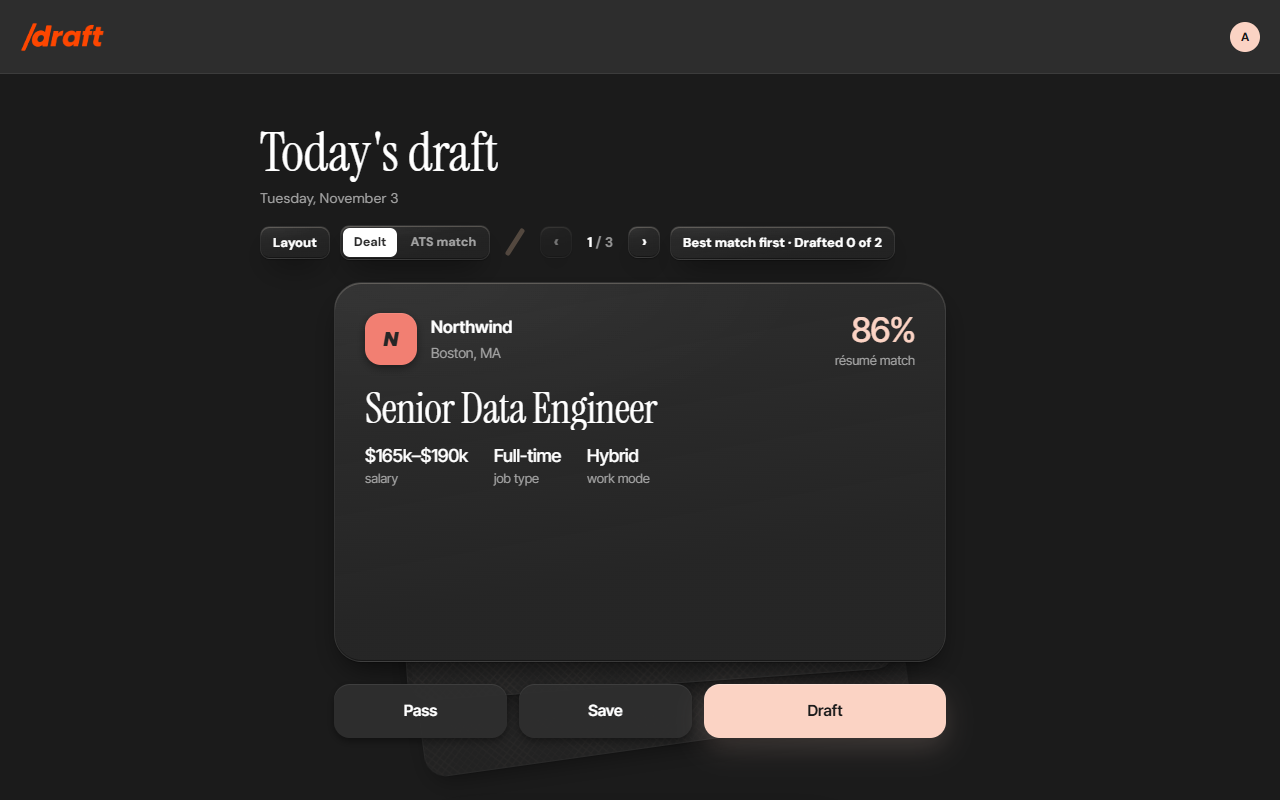 /draft
A
Today's draft
Tuesday, November 3
Layout Dealt ATS match ‹ 1 / 3 › Best match first · Drafted 0 of 2
N
Northwind
Boston, MA
86%
résumé match
Senior Data Engineer
$165k–$190k Full-time Hybrid
salary job type work mode
Pass Save Draft